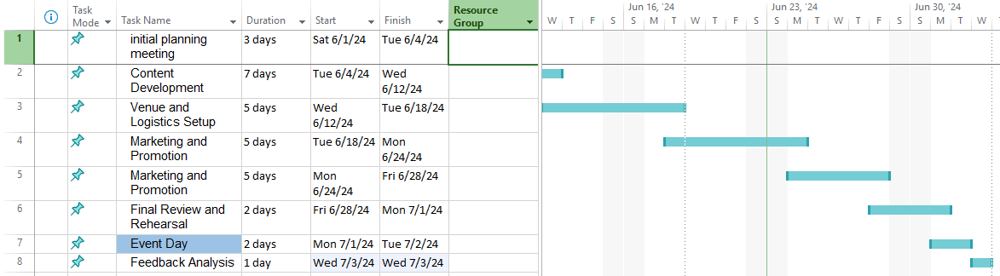 Task Mode Task Name Duration Start Finish Resource Group
Jun 16, '24 Jun 23, '24 Jun 30, '24
W T F S S M T W T F S S M T W T F S S M T W
1 initial planning meeting 3 days Sat 6/1/24 Tue 6/4/24
2 Content Development 7 days Tue 6/4/24 Wed 6/12/24
3 Venue and Logistics Setup 5 days Wed 6/12/24 Tue 6/18/24
4 Marketing and Promotion 5 days Tue 6/18/24 Mon 6/24/24
5 Marketing and Promotion 5 days Mon 6/24/24 Fri 6/28/24
6 Final Review and Rehearsal 2 days Fri 6/28/24 Mon 7/1/24
7 Event Day 2 days Mon 7/1/24 Tue 7/2/24
8 Feedback Analysis 1 day Wed 7/3/24 Wed 7/3/24